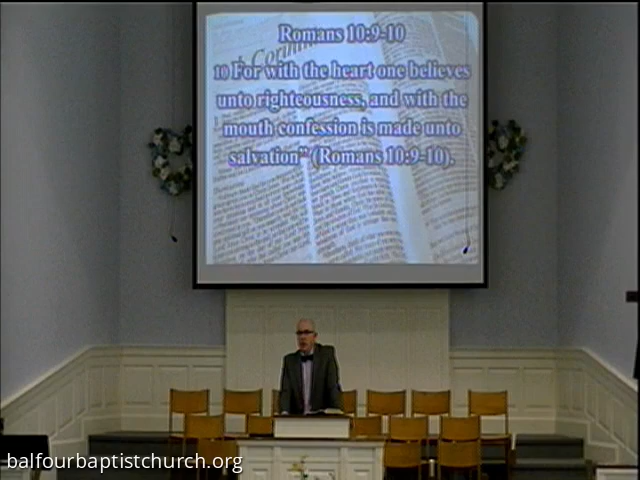 Romans 10:9-10
10 For with the heart one believes
unto righteousness, and with the
mouth confession is made unto
salvation" (Romans 10:9-10).
balfourbaptistchurch.org